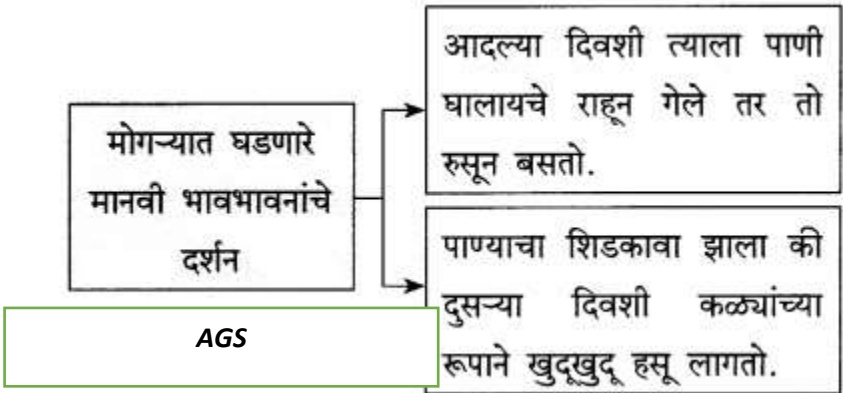 मोगऱ्यात घडणारे
मानवी भावभावनांचे
दर्शन
आदल्या दिवशी त्याला पाणी
घालायचे राहून गेले तर तो
रुसून बसतो.
पाण्याचा शिडकावा झाला की
दुसऱ्या दिवशी कळ्यांच्या
रूपाने खुदूखुदू हसू लागतो.
AGS